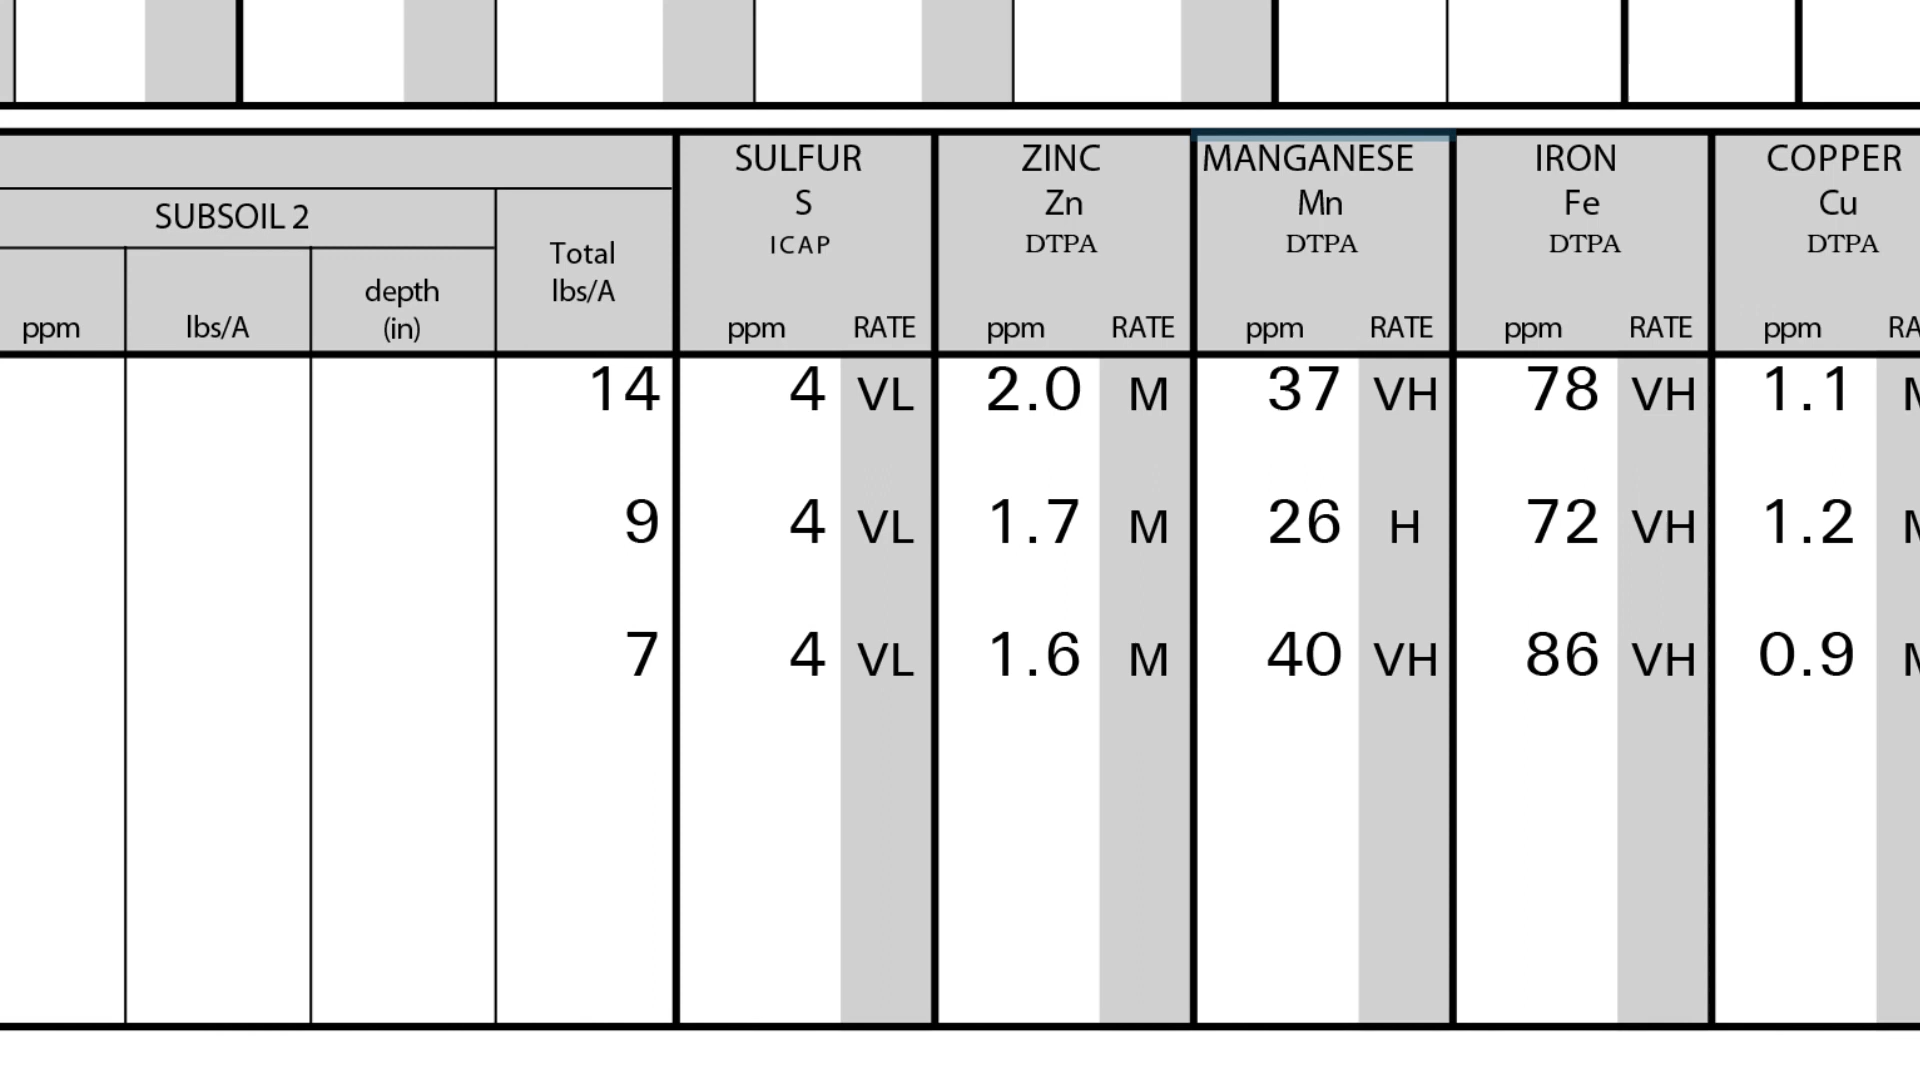 SULFUR ZINC MANGANESE IRON COPPER
SUBSOIL 2 S Zn Mn Fe Cu
Total ICAP DTPA DTPA DTPA DTPA
depth lbs/A
ppm lbs/A (in) ppm RATE ppm RATE ppm RATE ppm RATE ppm
14 4 VL 2.0 M 37 VH 78 VH 1.1
9 4 VL 1.7 M 26 H 72 VH 1.2
7 4 VL 1.6 M 40 VH 86 VH 0.9